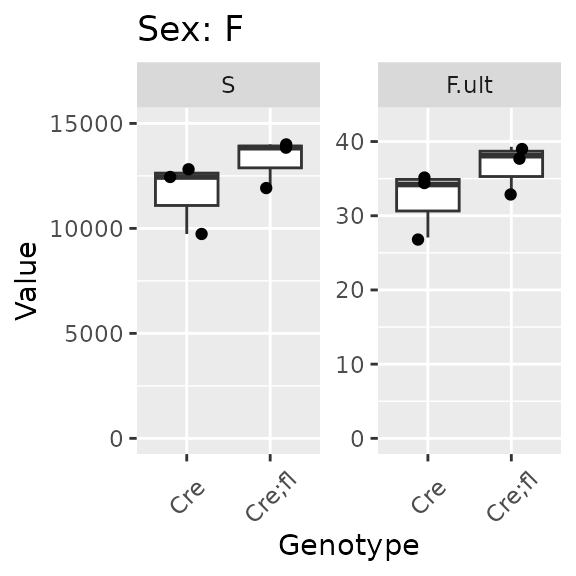 Sex: F
S
F.ult
Value
15000
10000
5000
0
40
30
20
10
0
Cre
Cre;fl
Cre
Cre;fl
Genotype